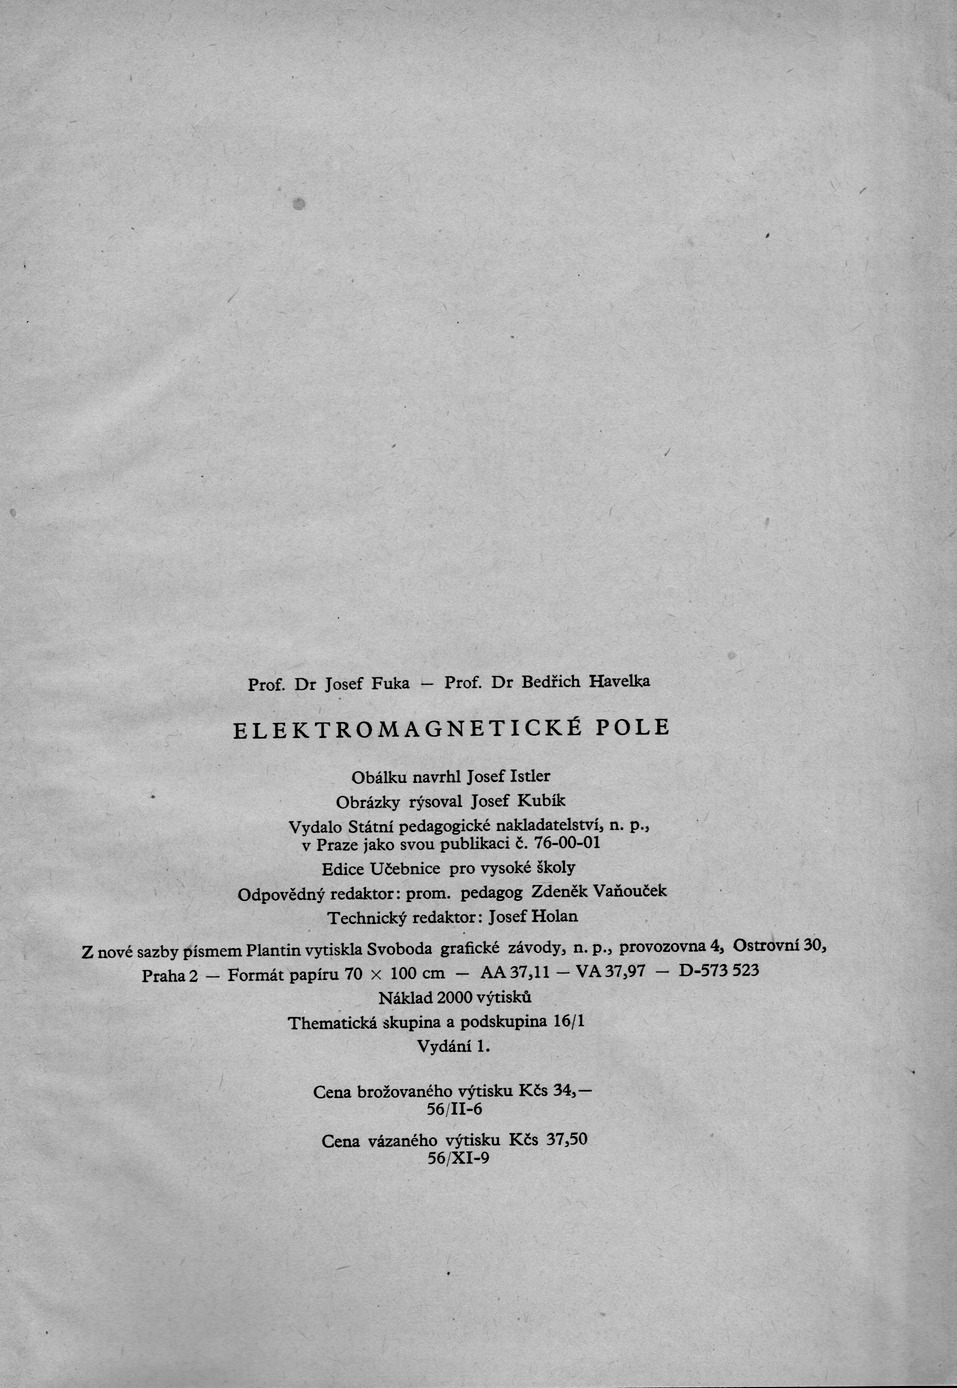 Prof. Dr Josef Fuka — Prof. Dr Bedřich Havelka
ELEKTROMAGNETICKÉ POLE
Obálku navrhl Josef Istler
Obrázky rýsoval Josef Kubík
Vydalo Státní pedagogické nakladatelství, n. p.,
v Praze jako svou publikaci č. 76-00-01
Edice Učebnice pro vysoké školy
Odpovědný redaktor: prom. pedagog Zdeněk Vaňouček
Technický redaktor: Josef Holan
Z nové sazby písmem Plantin vytiskla Svoboda grafické závody, n. p., provozovna 4, Ostrovní 30,
Praha 2 — Formát papíru 70 × 100 cm — AA 37,11 — VA 37,97 — D-573 523
Náklad 2000 výtisků
Thematická skupina a podskupina 16/1
Vydání 1.
Cena brožovaného výtisku Kčs 34,—
56/II-6
Cena vázaného výtisku Kčs 37,50
56/XI-9